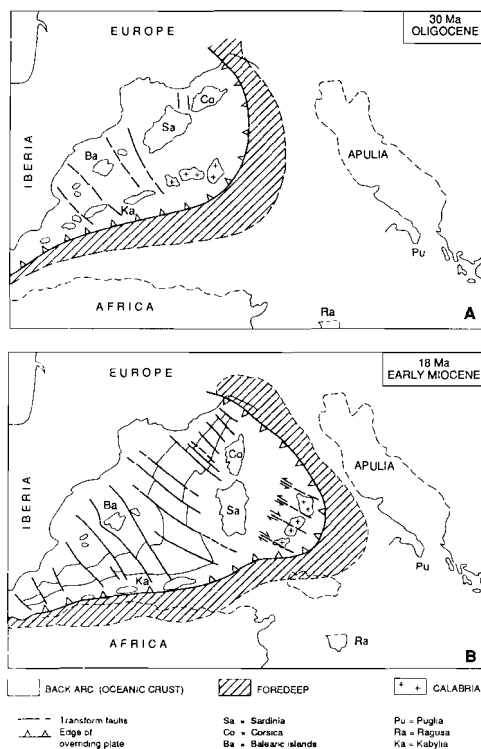 EUROPE
30 Ma
OLIGOCENE
Co
Sa
IBERIA
Ba
APULIA
Ka
Pu
AFRICA
Ra
A
18 Ma
EARLY MIOCENE
EUROPE
Co
APULIA
IBERIA
Ba
Sa
Pu
Ka
AFRICA
Ra
B
BACK ARC (OCEANIC CRUST)
FOREDEEP
CALABRIA
Transform faults
Edge of
overriding plate
Sa = Sardinia
Co = Corsica
Ba = Balearic islands
Pu = Puglia
Ra = Ragusa
Ka = Kabylia